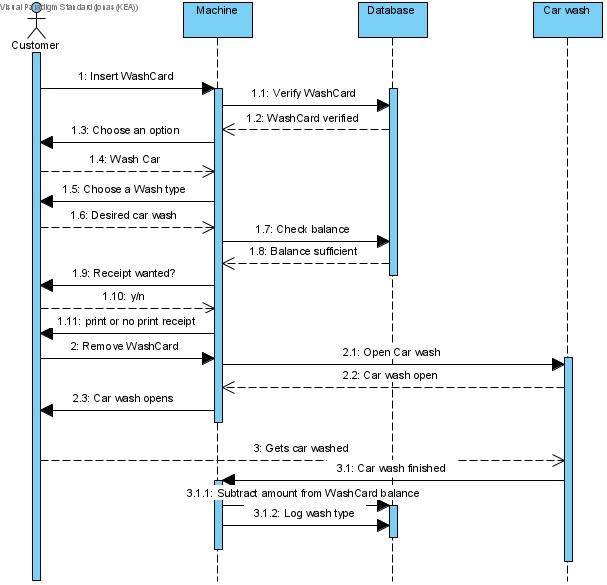 Visual Paradigm Standard (jonas (KEA))
Machine
Database
Car wash
Customer
1: Insert WashCard
1.1: Verify WashCard
1.2: WashCard verified
1.3: Choose an option
1.4: Wash Car
1.5: Choose a Wash type
1.6: Desired car wash
1.7: Check balance
1.8: Balance sufficient
1.9: Receipt wanted?
1.10: y/n
1.11: print or no print receipt
2: Remove WashCard
2.1: Open Car wash
2.2: Car wash open
2.3: Car wash opens
3: Gets car washed
3.1: Car wash finished
3.1.1: Subtract amount from WashCard balance
3.1.2: Log wash type